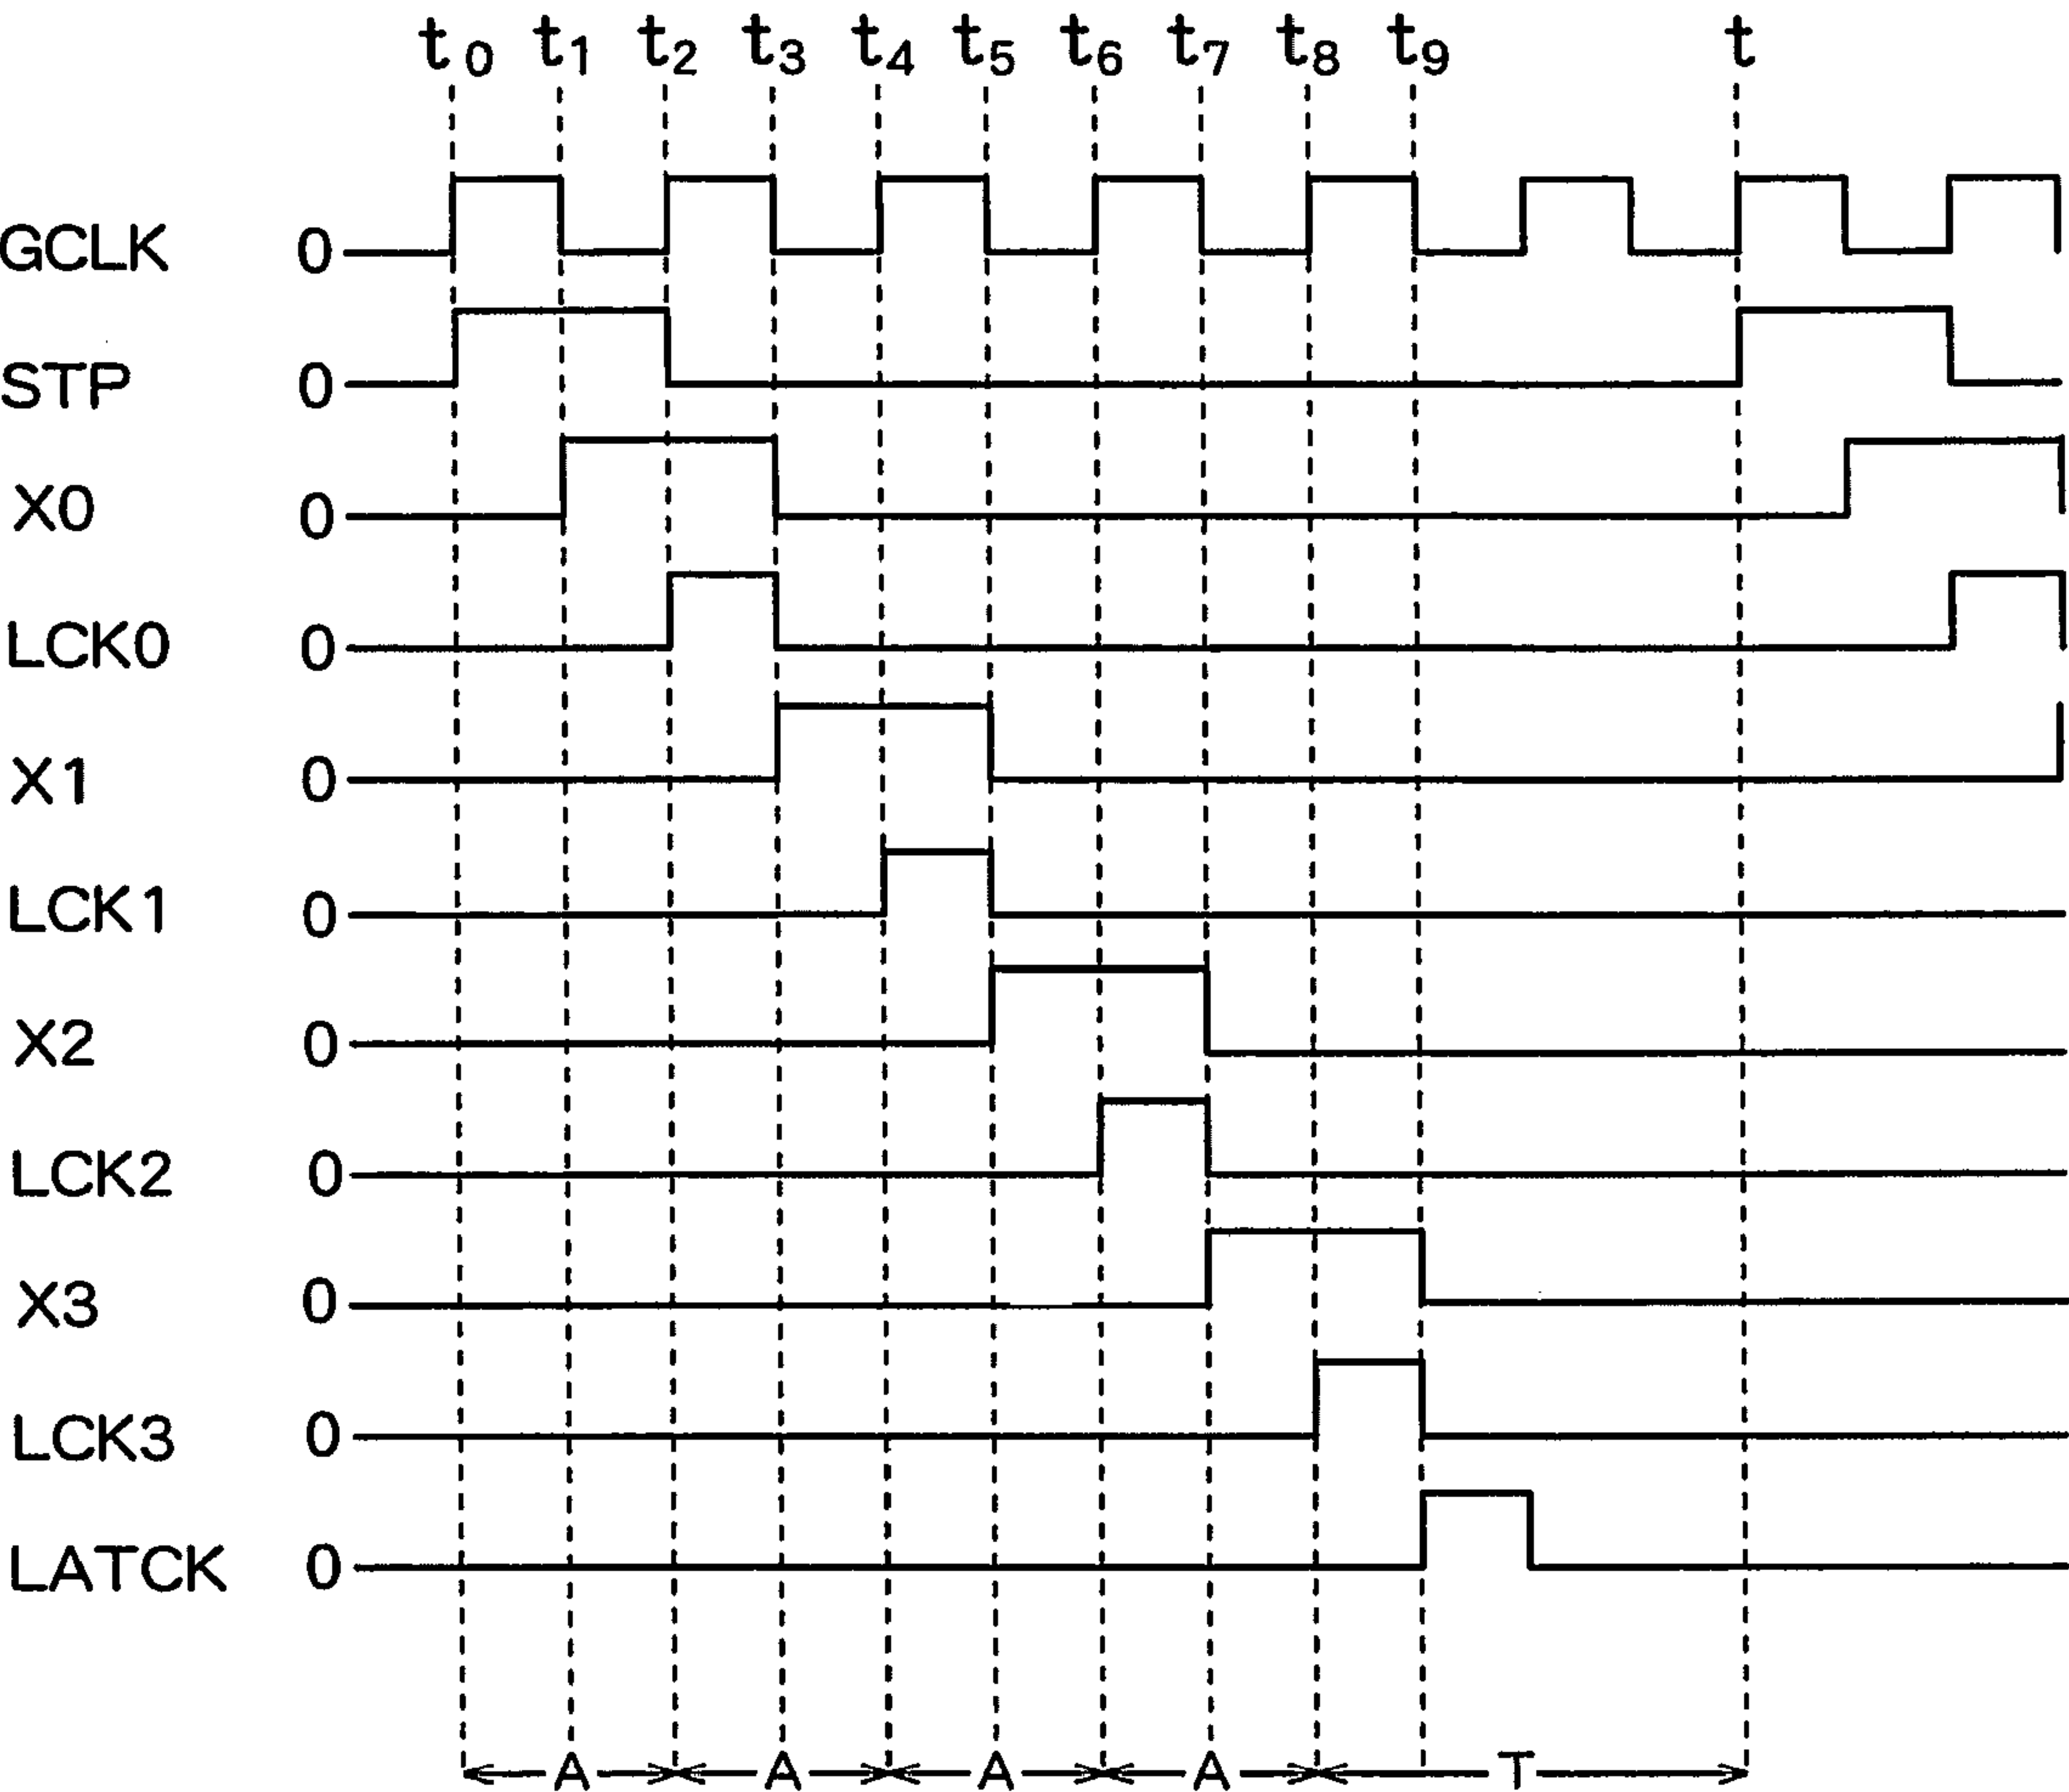 t0 t1 t2 t3 t4 t5 t6 t7 t8 t9 t
GCLK 0
STP 0
X0 0
LCK0 0
X1 0
LCK1 0
X2 0
LCK2 0
X3 0
LCK3 0
LATCK 0
A A A A T